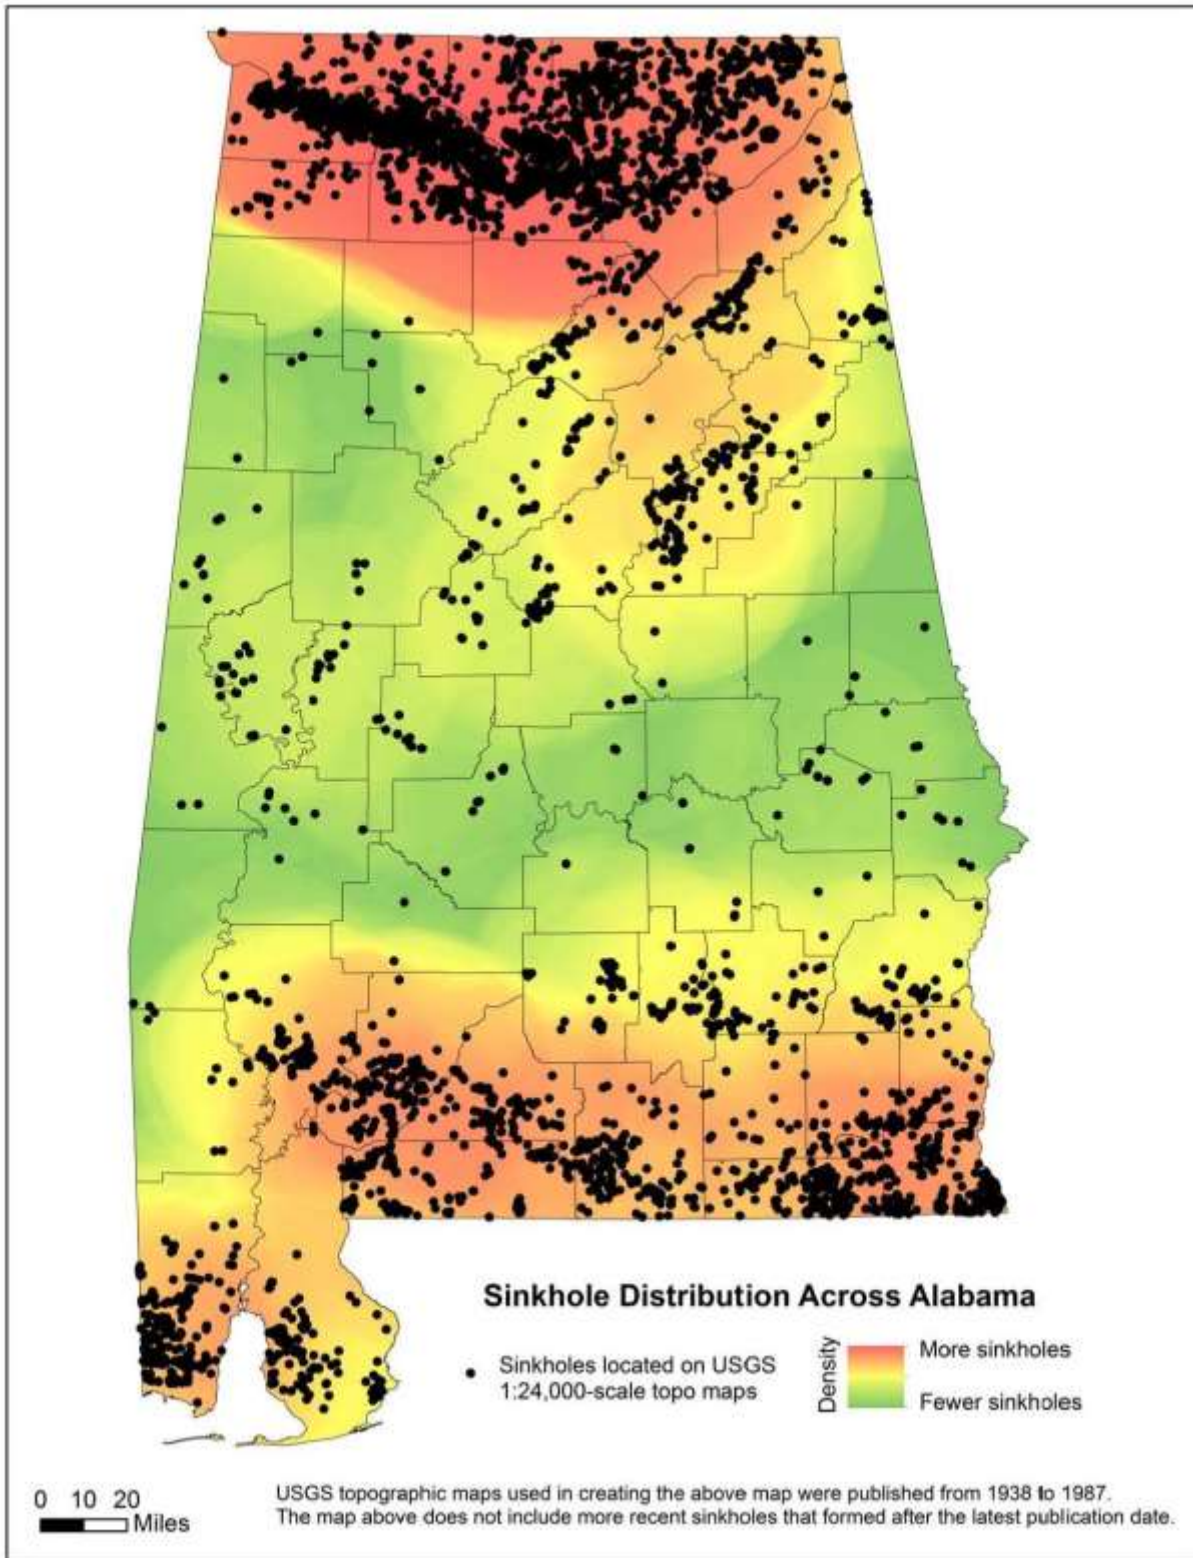 Sinkhole Distribution Across Alabama
Sinkholes located on USGS
1:24,000-scale topo maps
Density
More sinkholes
Fewer sinkholes
0 10 20
Miles
USGS topographic maps used in creating the above map were published from 1938 to 1987.
The map above does not include more recent sinkholes that formed after the latest publication date.